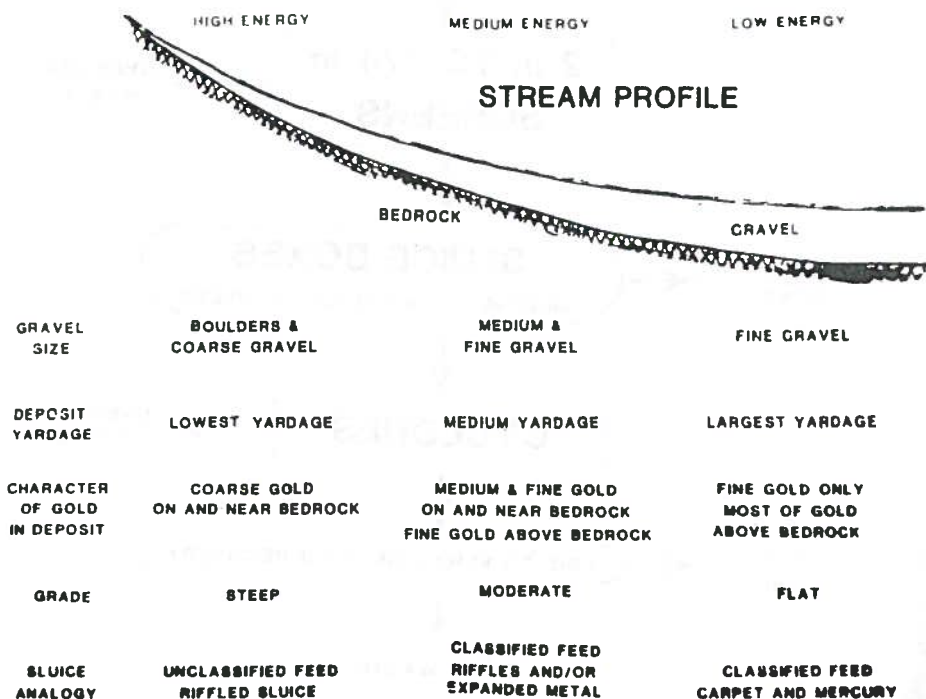 HIGH ENERGY MEDIUM ENERGY LOW ENERGY
STREAM PROFILE
BEDROCK
GRAVEL
GRAVEL SIZE
BOULDERS &
COARSE GRAVEL
MEDIUM &
FINE GRAVEL
FINE GRAVEL
DEPOSIT
YARDAGE
LOWEST YARDAGE
MEDIUM YARDAGE
LARGEST YARDAGE
CHARACTER
OF GOLD
IN DEPOSIT
COARSE GOLD
ON AND NEAR BEDROCK
MEDIUM & FINE GOLD
ON AND NEAR BEDROCK
FINE GOLD ABOVE BEDROCK
FINE GOLD ONLY
MOST OF GOLD
ABOVE BEDROCK
GRADE
STEEP
MODERATE
FLAT
SLUICE
ANALOGY
UNCLASSIFIED FEED
RIFFLED SLUICE
CLASSIFIED FEED
RIFFLES AND/OR
EXPANDED METAL
CLASSIFIED FEED
CARPET AND MERCURY